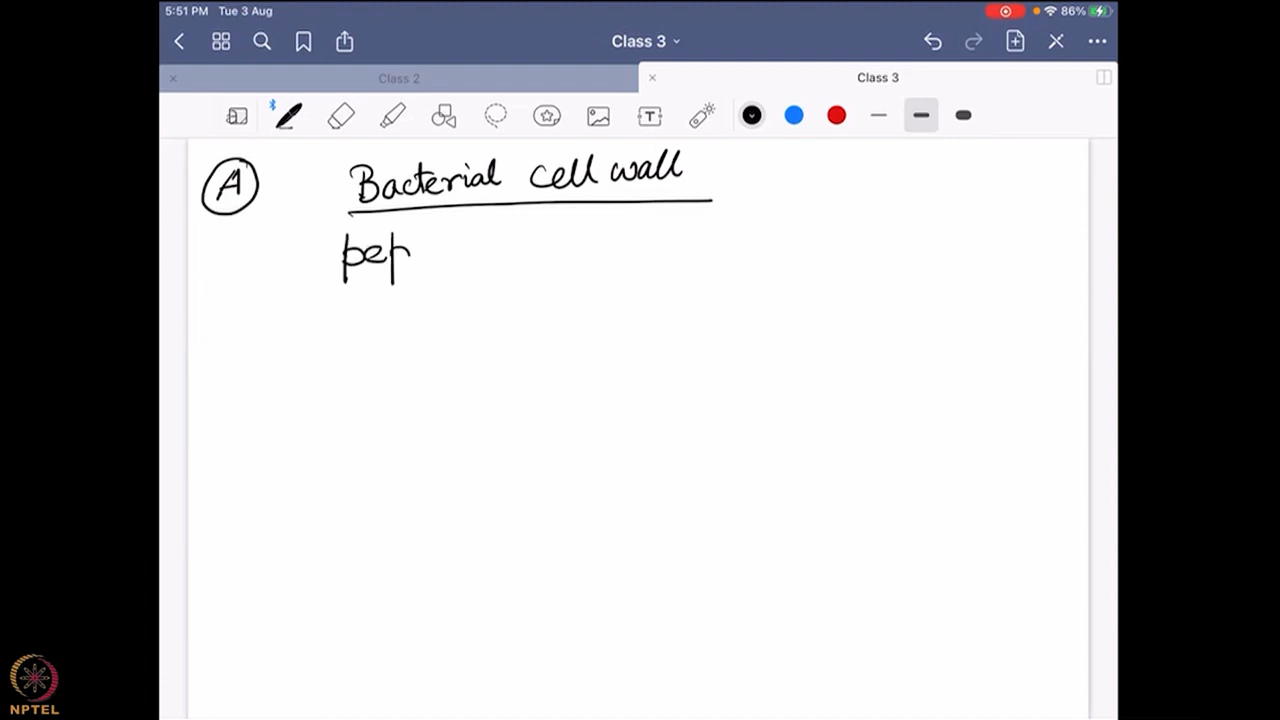 5:51 PM Tue 3 Aug
86%
Class 3
Class 2
Class 3
T
A Bacterial cell wall
pep
NPTEL